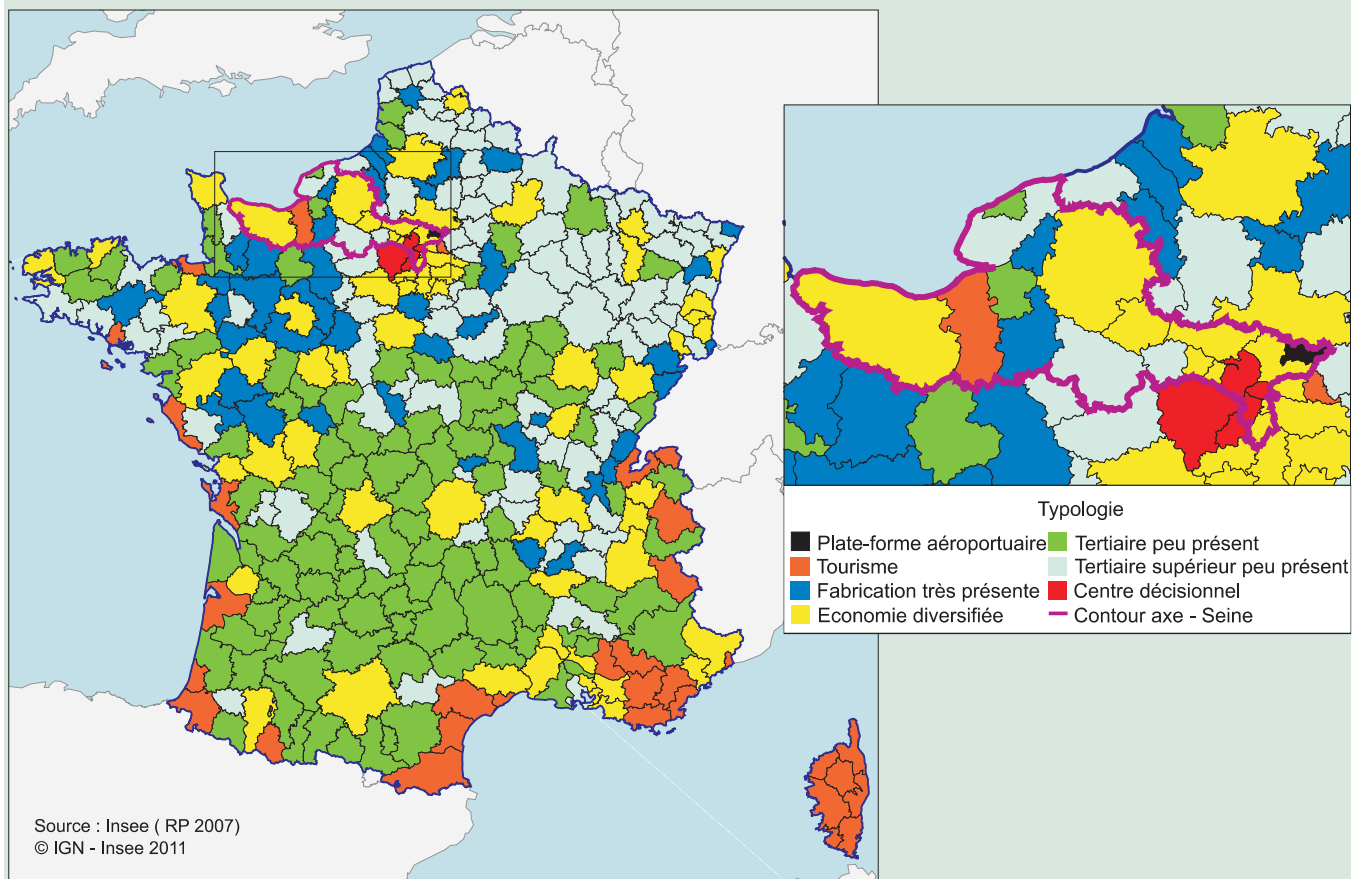 Typologie
Plate-forme aéroportuaire
Tourisme
Fabrication très présente
Economie diversifiée
Tertiaire peu présent
Tertiaire supérieur peu présent
Centre décisionnel
Contour axe - Seine
Source : Insee ( RP 2007)
© IGN - Insee 2011